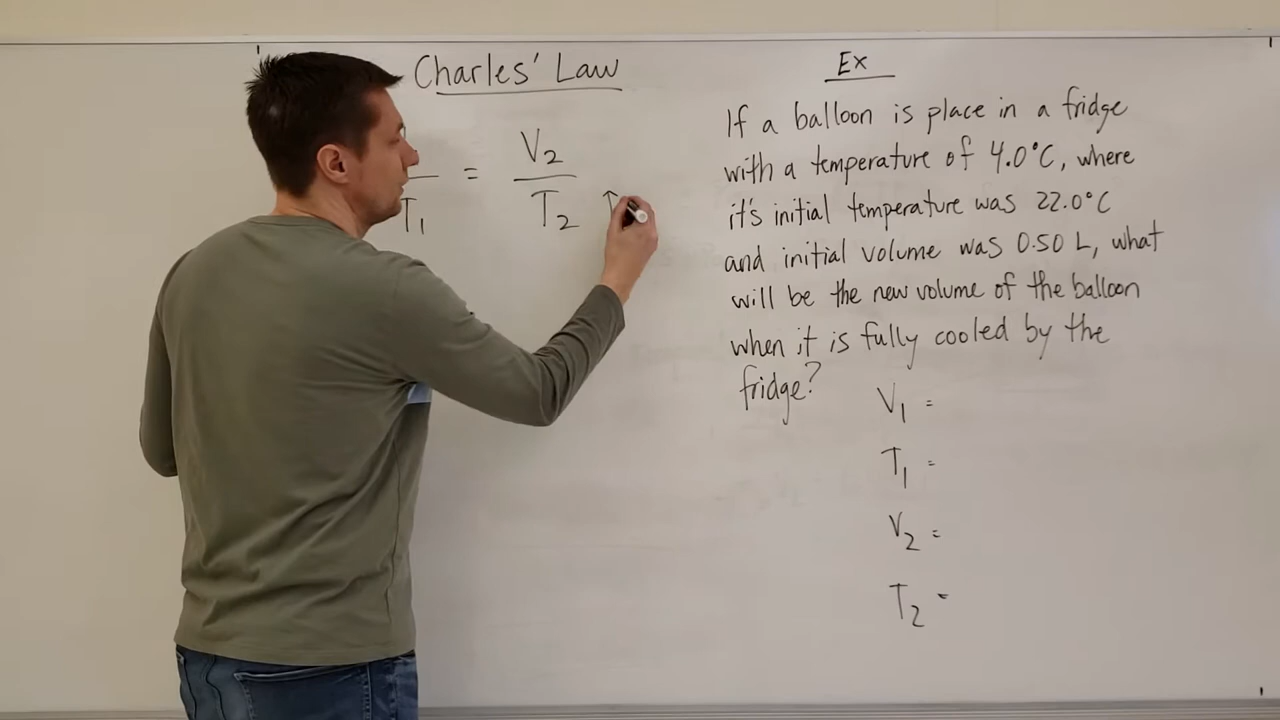 Charles' Law
V2
=
T1 T2
Ex
If a balloon is place in a fridge
with a temperature of 4.0°C, where
it's initial temperature was 22.0°C
and initial volume was 0.50 L, what
will be the new volume of the balloon
when it is fully cooled by the
fridge?
V1 =
T1 =
V2 =
T2 =